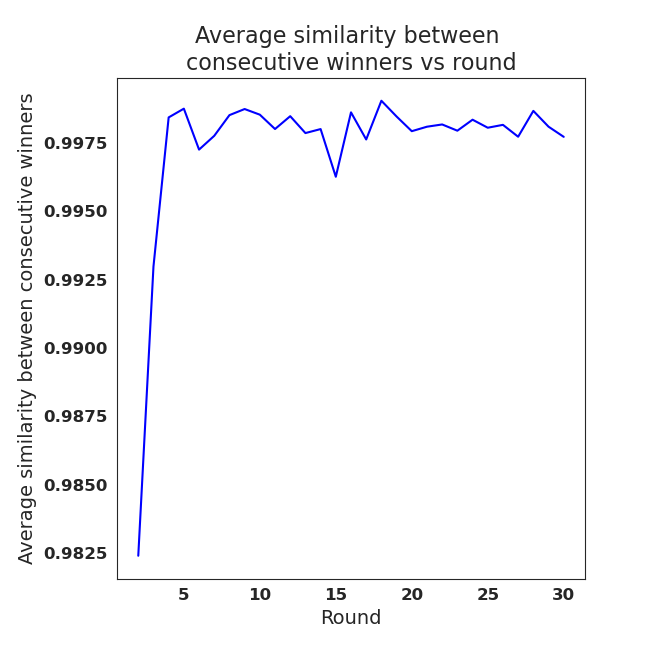 Average similarity between
consecutive winners vs round
Average similarity between consecutive winners
0.9975
0.9950
0.9925
0.9900
0.9875
0.9850
0.9825
5 10 15 20 25 30
Round